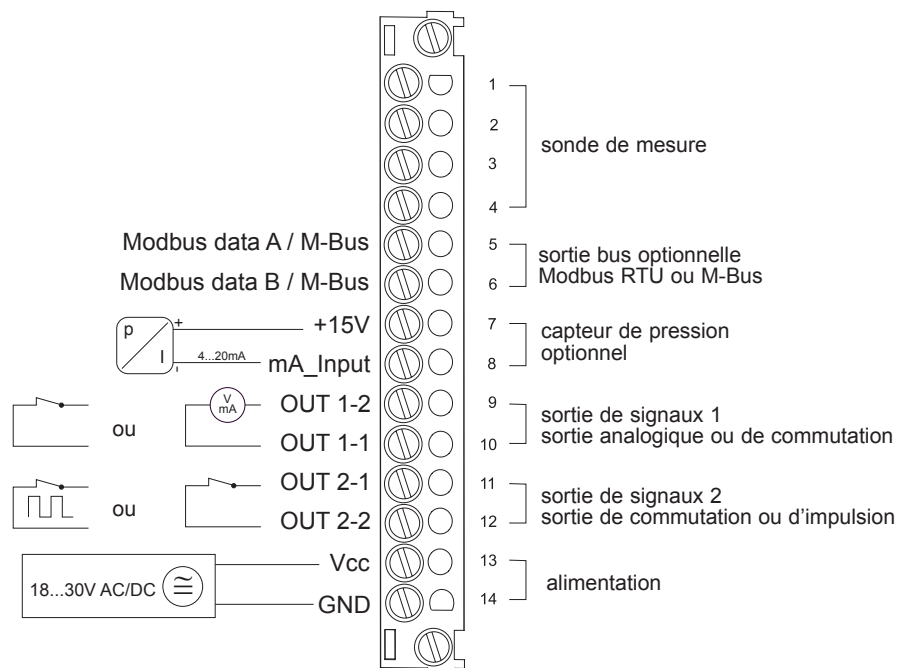 1
2
sonde de mesure
3
4
Modbus data A / M-Bus
5
sortie bus optionnelle
Modbus data B / M-Bus
6
Modbus RTU ou M-Bus
p
+
+15V
7
capteur de pression
I
-
4...20mA
mA_Input
8
optionnel
V
mA
OUT 1-2
9
sortie de signaux 1
ou
OUT 1-1
10
sortie analogique ou de commutation
OUT 2-1
11
sortie de signaux 2
ou
OUT 2-2
12
sortie de commutation ou d'impulsion
Vcc
13
18...30V AC/DC
alimentation
GND
14